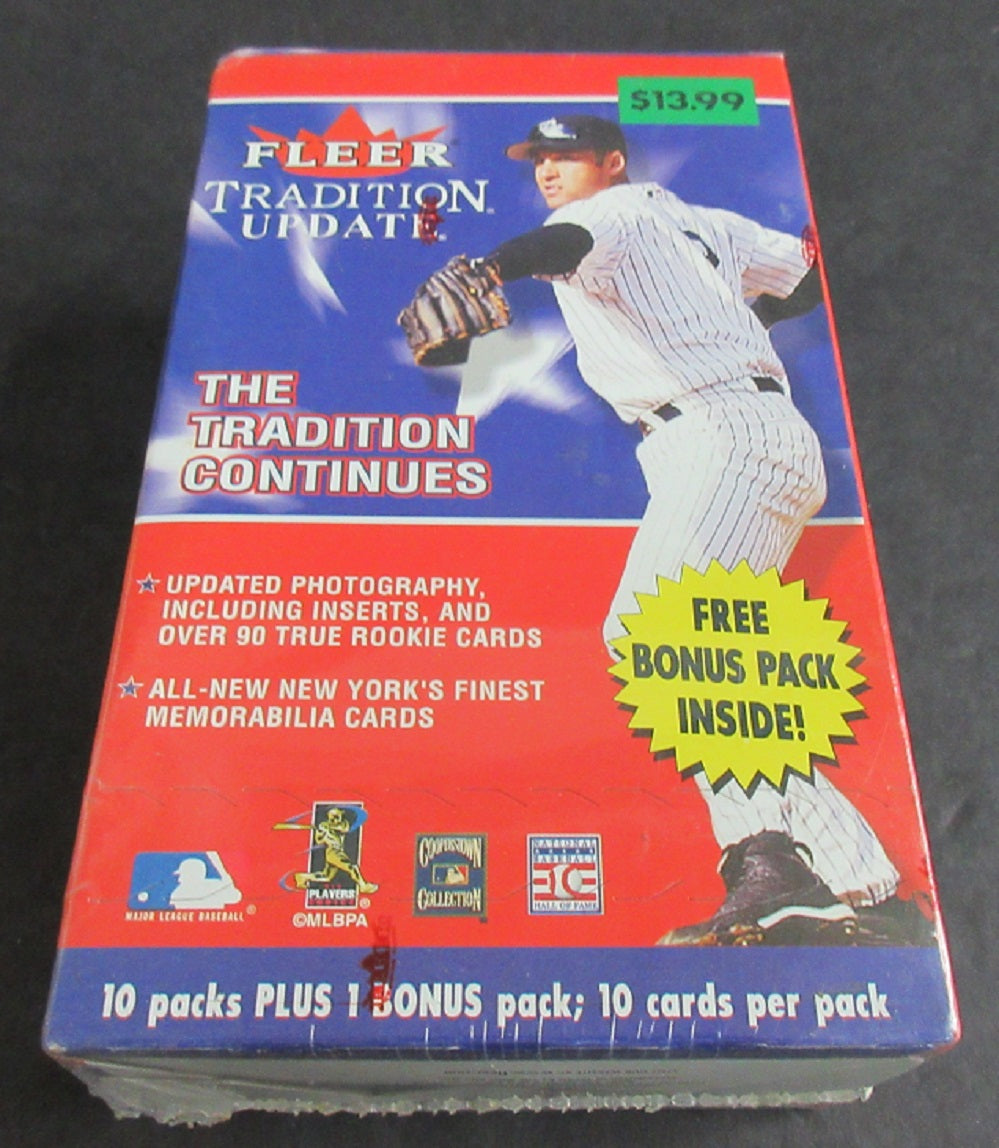 $13.99
FLEER
TRADITION
UPDATE
THE
TRADITION
CONTINUES
UPDATED PHOTOGRAPHY,
INCLUDING INSERTS, AND
OVER 90 TRUE ROOKIE CARDS
ALL-NEW NEW YORK'S FINEST
MEMORABILIA CARDS
FREE
BONUS PACK
INSIDE!
MAJOR LEAGUE BASEBALL®
PLAYERS
©MLBPA
COOPERSTOWN
COLLECTION
NATIONAL
BASEBALL
HALL OF FAME
10 packs PLUS 1 BONUS pack; 10 cards per pack